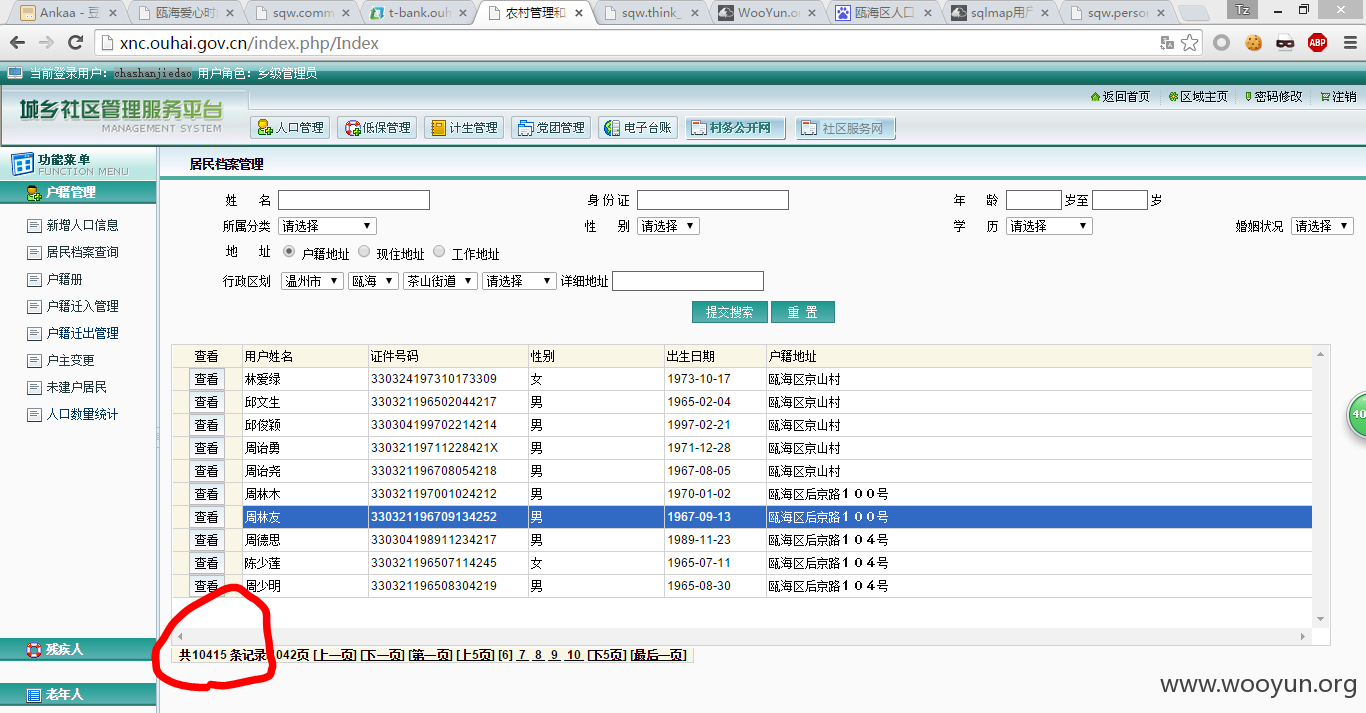 Ankaa - 豆
瓯海爱心时
sqw.comm
t-bank.ouh
农村管理和
sqw.think_
WooYun.o
瓯海区人口
sqlmap用户
sqw.perso
Tz
xnc.ouhai.gov.cn/index.php/Index
ABP
当前登录用户： chashanjiedao 用户角色：乡级管理员
城乡社区管理服务平台
MANAGEMENT SYSTEM
返回首页 区域主页 密码修改 注销
人口管理 低保管理 计生管理 党团管理 电子台账 村务公开网 社区服务网
功能菜单
FUNCTION MENU
户籍管理
新增人口信息
居民档案查询
户籍册
户籍迁入管理
户籍迁出管理
户主变更
未建户居民
人口数量统计
残疾人
老年人
居民档案管理
姓 名 身份证 年 龄 岁至 岁
所属分类 请选择 性 别 请选择 学 历 请选择 婚姻状况 请选择
地 址 户籍地址 现住地址 工作地址
行政区划 温州市 瓯海 茶山街道 请选择 详细地址
提交搜索 重 置
查看 用户姓名 证件号码 性别 出生日期 户籍地址
查看 林爱绿 330324197310173309 女 1973-10-17 瓯海区京山村
查看 邱文生 330321196502044217 男 1965-02-04 瓯海区京山村
查看 邱俊颖 330304199702214214 男 1997-02-21 瓯海区京山村
查看 周诒勇 33032119711228421X 男 1971-12-28 瓯海区京山村
查看 周诒尧 330321196708054218 男 1967-08-05 瓯海区京山村
查看 周林木 330321197001024212 男 1970-01-02 瓯海区后京路１００号
查看 周林友 330321196709134252 男 1967-09-13 瓯海区后京路１００号
查看 周德思 330304198911234217 男 1989-11-23 瓯海区后京路１０４号
查看 陈少莲 330321196507114245 女 1965-07-11 瓯海区后京路１０４号
查看 周少明 330321196508304219 男 1965-08-30 瓯海区后京路１０４号
共10415 条记录 042页 [上一页] [下一页] [第一页] [上5页] [6] 7 8 9 10 [下5页] [最后一页]
40
www.wooyun.org